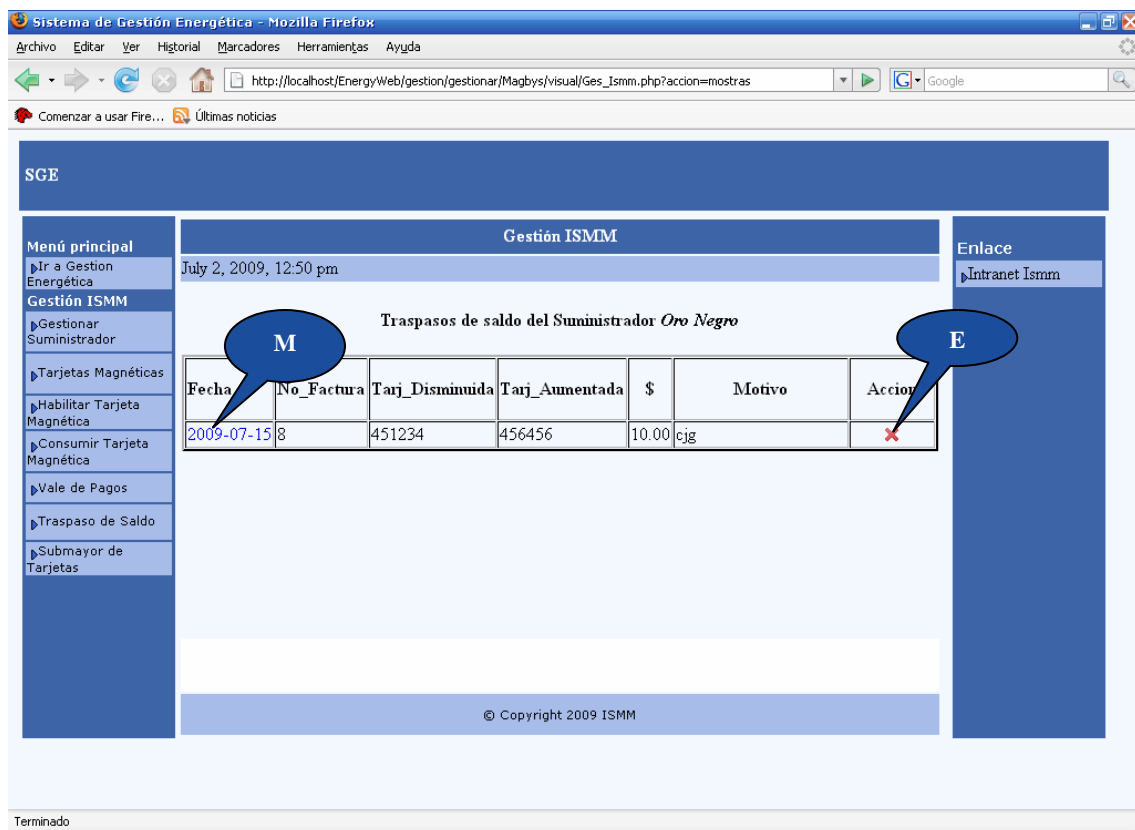 Sistema de Gestión Energética - Mozilla Firefox
Archivo Editar Ver Historial Marcadores Herramientas Ayuda
http://localhost/EnergyWeb/gestion/gestionar/Magbys/visual/Ges_Ismm.php?accion=mostras
G Google
Comenzar a usar Fire... Últimas noticias
SGE
Menú principal
Ir a Gestion
Energética
Gestión ISMM
Gestionar
Suministrador
Tarjetas Magnéticas
Habilitar Tarjeta
Magnética
Consumir Tarjeta
Magnética
Vale de Pagos
Traspaso de Saldo
Submayor de
Tarjetas
Gestión ISMM
July 2, 2009, 12:50 pm
Traspasos de saldo del Suministrador Oro Negro
M
E
Fecha No_Factura Tarj_Disminuida Tarj_Aumentada $ Motivo Accion
2009-07-15 8 451234 456456 10.00 cjg
© Copyright 2009 ISMM
Enlace
Intranet Ismm
Terminado